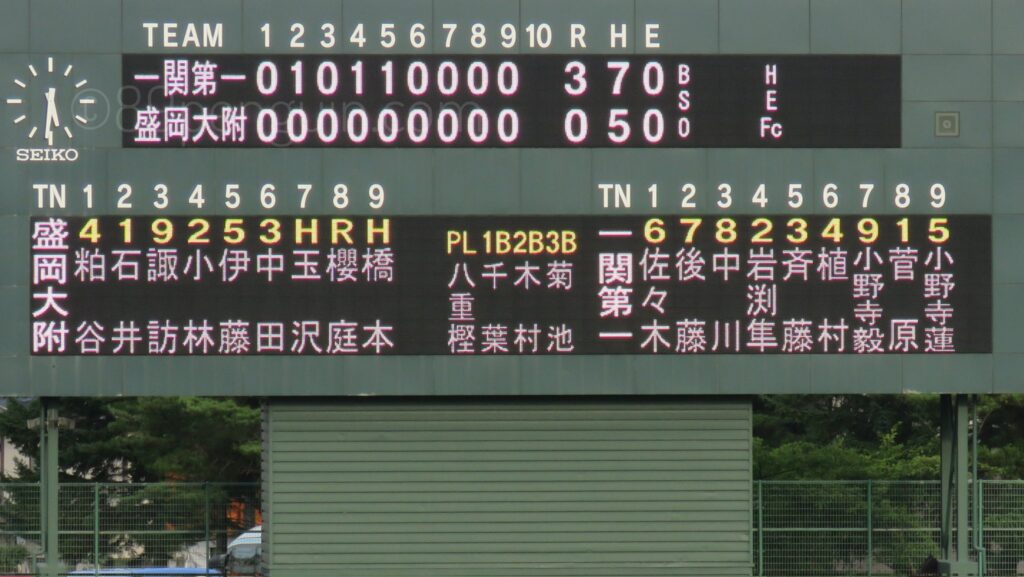 TEAM 1 2 3 4 5 6 7 8 9 10 R H E
一関第一 0 1 0 1 1 0 0 0 0 3 7 0 B H
S E
盛岡大附 0 0 0 0 0 0 0 0 0 0 5 0 O Fc
SEIKO
TN 1 2 3 4 5 6 7 8 9
盛岡大附
4 1 9 2 5 3 H R H
粕谷 石井 諏訪 小林 伊藤 中田 玉沢 櫻庭 橋本
PL 1B 2B 3B
八重樫 千葉 木村 菊池
TN 1 2 3 4 5 6 7 8 9
一関第一
6 7 8 2 3 4 9 1 5
佐々木 後藤 中川 岩渕隼 斉藤 植村 小野寺毅 菅原 小野寺蓮